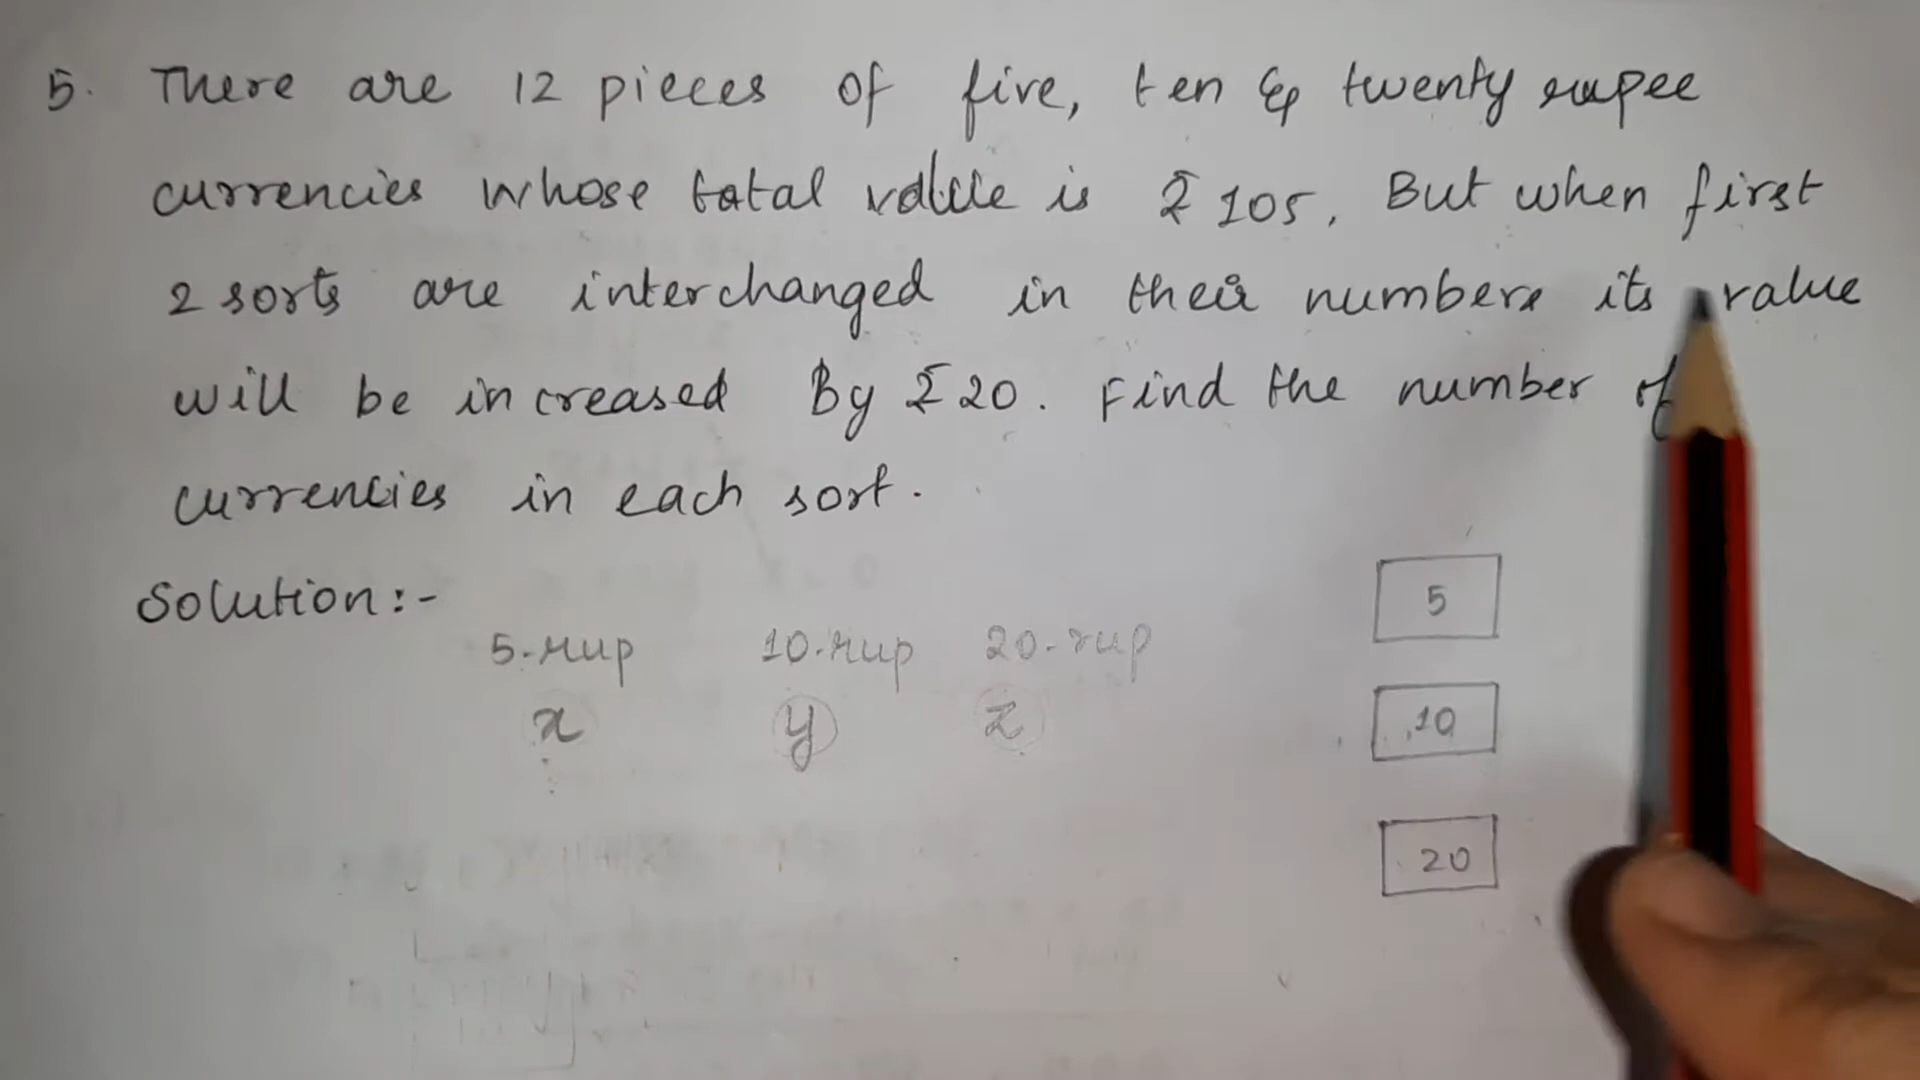 5. There are 12 pieces of five, ten & twenty rupee
currencies whose total value is ₹ 105. But when first
2 sorts are interchanged in their numbers its value
will be increased By ₹ 20. Find the number of
currencies in each sort.
Solution:-
5-rup 10-rup 20-rup
x y z
5
10
20